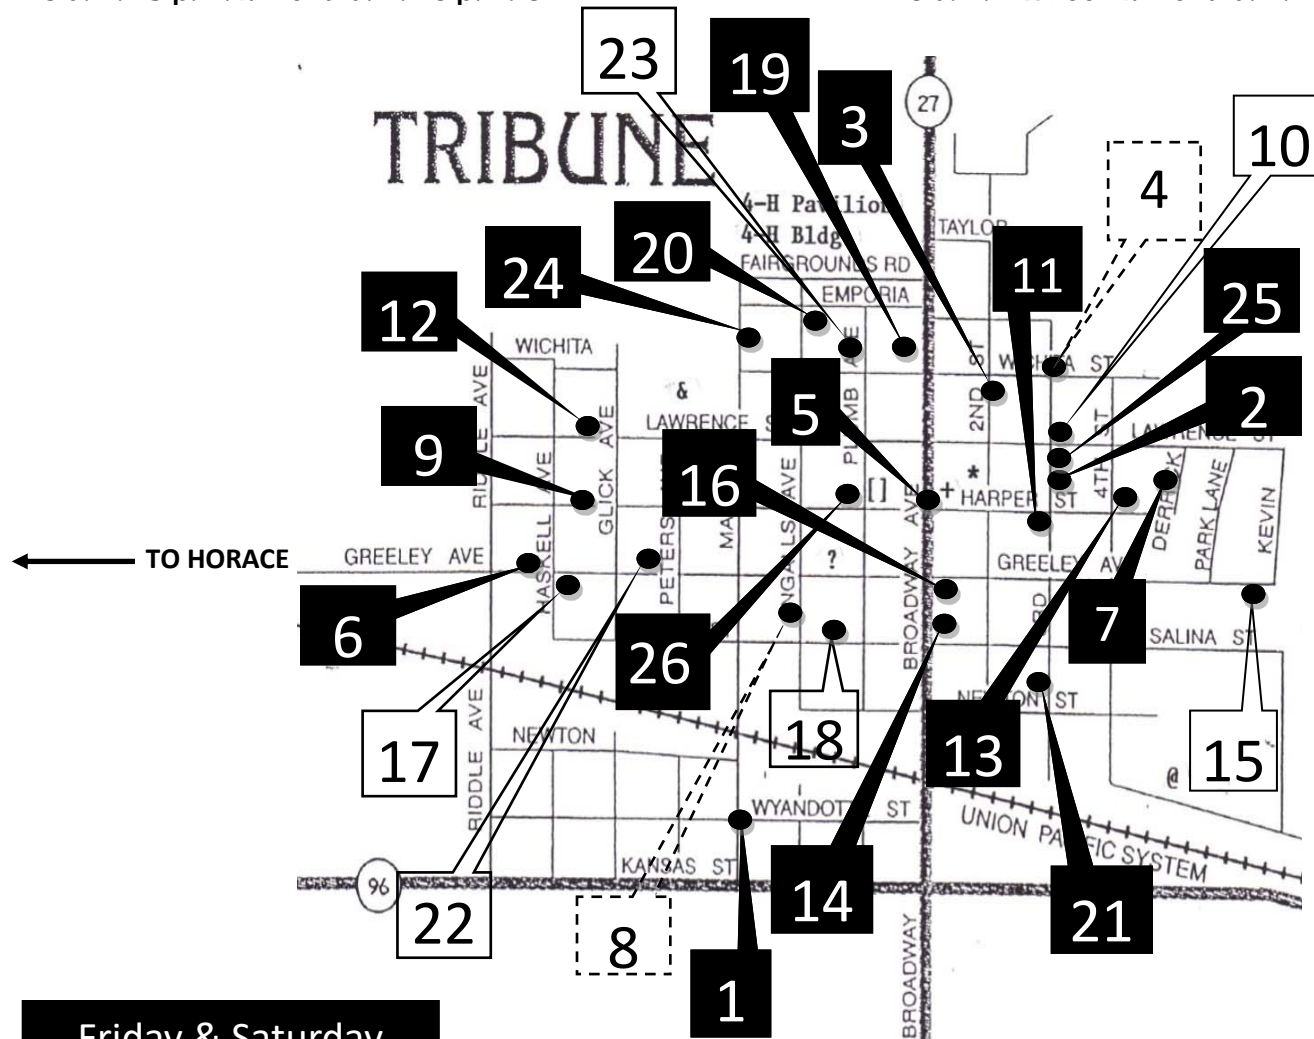 23
19
3
27
10
4
TRIBUNE
4-H Pavilion
4-H Bldg
TAYLOR
20
FAIRGROUNDS RD
24
11
25
EMPORIA
12
WICHITA
2ND ST
WICHITA ST
RIDDLE AVE
&
5
PLUMB AVE
2
LAWRENCE
4TH ST
LAWRENCE ST
9
GLICK AVE
16
*
[]
+
HARPER ST
HASKELL AVE
INGALLS AVE
BROADWAY AVE
DERRICK
PARK LANE
KEVIN
TO HORACE
GREELEY AVE
PETERS
?
GREELEY AV
6
26
7
SALINA ST
17
18
NEWTON ST
13
15
NEWTON
RIDDLE AVE
@
WYANDOTT ST
UNION PACIFIC SYSTEM
KANSAS ST
96
22
8
14
21
1
BROADWAY
Friday & Saturday